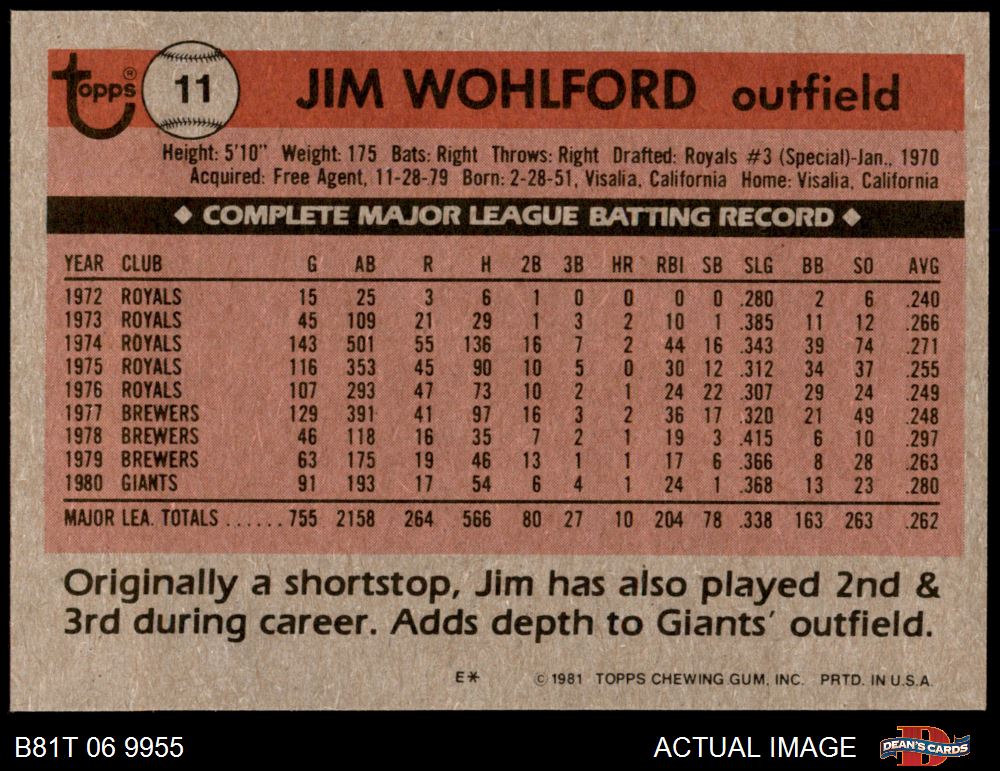 Topps® 11 JIM WOHLFORD outfield
Height: 5'10" Weight: 175 Bats: Right Throws: Right Drafted: Royals #3 (Special)-Jan., 1970
Acquired: Free Agent, 11-28-79 Born: 2-28-51, Visalia, California Home: Visalia, California
◆ COMPLETE MAJOR LEAGUE BATTING RECORD ◆
YEAR CLUB G AB R H 2B 3B HR RBI SB SLG BB SO AVG
1972 ROYALS 15 25 3 6 1 0 0 0 0 .280 2 6 .240
1973 ROYALS 45 109 21 29 1 3 2 10 1 .385 11 12 .266
1974 ROYALS 143 501 55 136 16 7 2 44 16 .343 39 74 .271
1975 ROYALS 116 353 45 90 10 5 0 30 12 .312 34 37 .255
1976 ROYALS 107 293 47 73 10 2 1 24 22 .307 29 24 .249
1977 BREWERS 129 391 41 97 16 3 2 36 17 .320 21 49 .248
1978 BREWERS 46 118 16 35 7 2 1 19 3 .415 6 10 .297
1979 BREWERS 63 175 19 46 13 1 1 17 6 .366 8 28 .263
1980 GIANTS 91 193 17 54 6 4 1 24 1 .368 13 23 .280
MAJOR LEA. TOTALS ...... 755 2158 264 566 80 27 10 204 78 .338 163 263 .262
Originally a shortstop, Jim has also played 2nd &
3rd during career. Adds depth to Giants' outfield.
E* © 1981 TOPPS CHEWING GUM, INC. PRTD. IN U.S.A.
B81T 06 9955 ACTUAL IMAGE DEAN'S CARDS